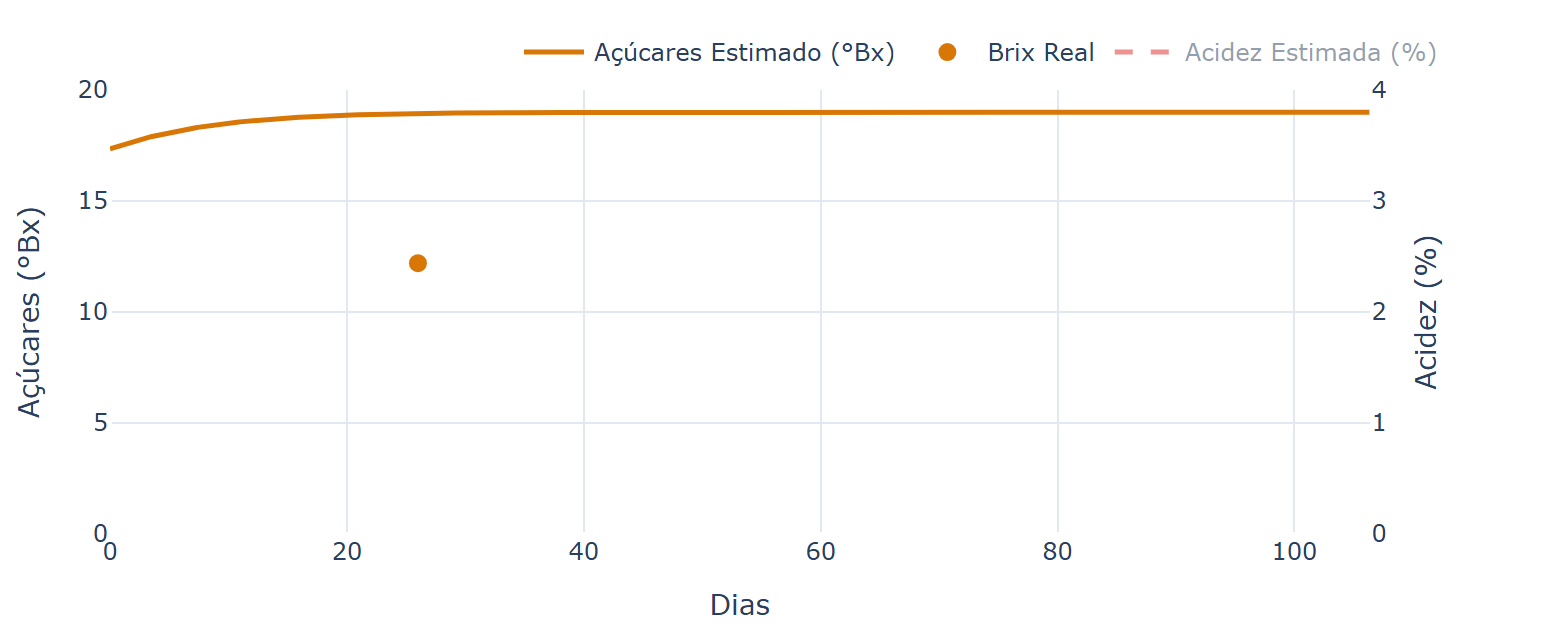 Açúcares Estimado (°Bx) Brix Real Acidez Estimada (%)
20 4
15 3
10 2
5 1
0 0
0 20 40 60 80 100
Açúcares (°Bx)
Acidez (%)
Dias